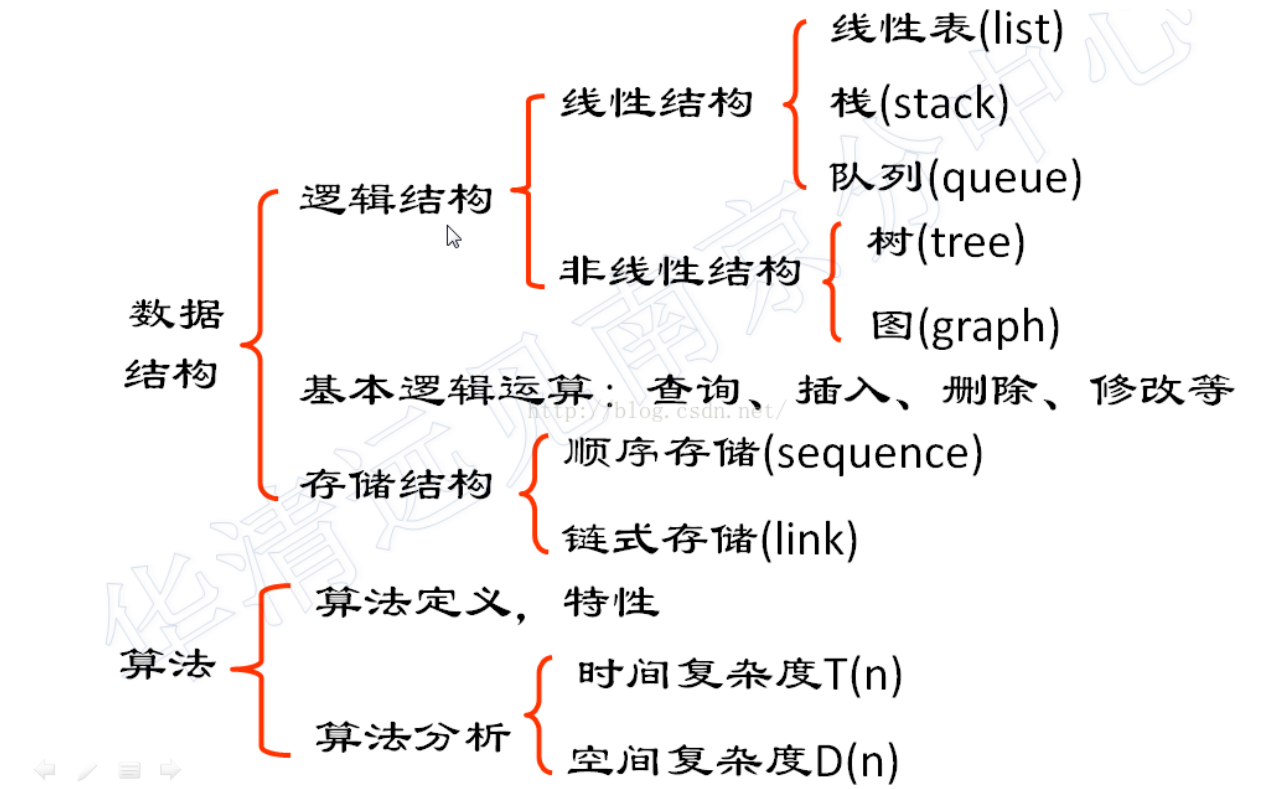 线性表(list)
线性结构
栈(stack)
队列(queue)
逻辑结构
非线性结构
树(tree)
图(graph)
数据
结构
基本逻辑运算：查询、插入、删除、修改等
http://blog.csdn.net/
存储结构
顺序存储(sequence)
链式存储(link)
算法
算法定义，特性
算法分析
时间复杂度T(n)
空间复杂度D(n)
华清远见南京分中心